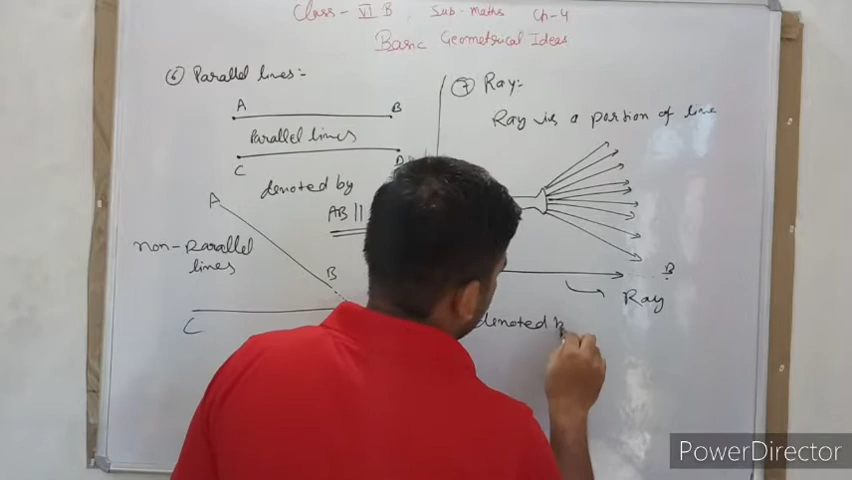 Class - VI B Sub - Maths Ch-4
Basic Geometrical Ideas
⑥ Parallel lines:-
A B
Parallel lines
C D
denoted by
AB ||
A
non-parallel
lines
B
C
⑦ Ray:-
Ray is a portion of line
B
Ray
denoted b
PowerDirector